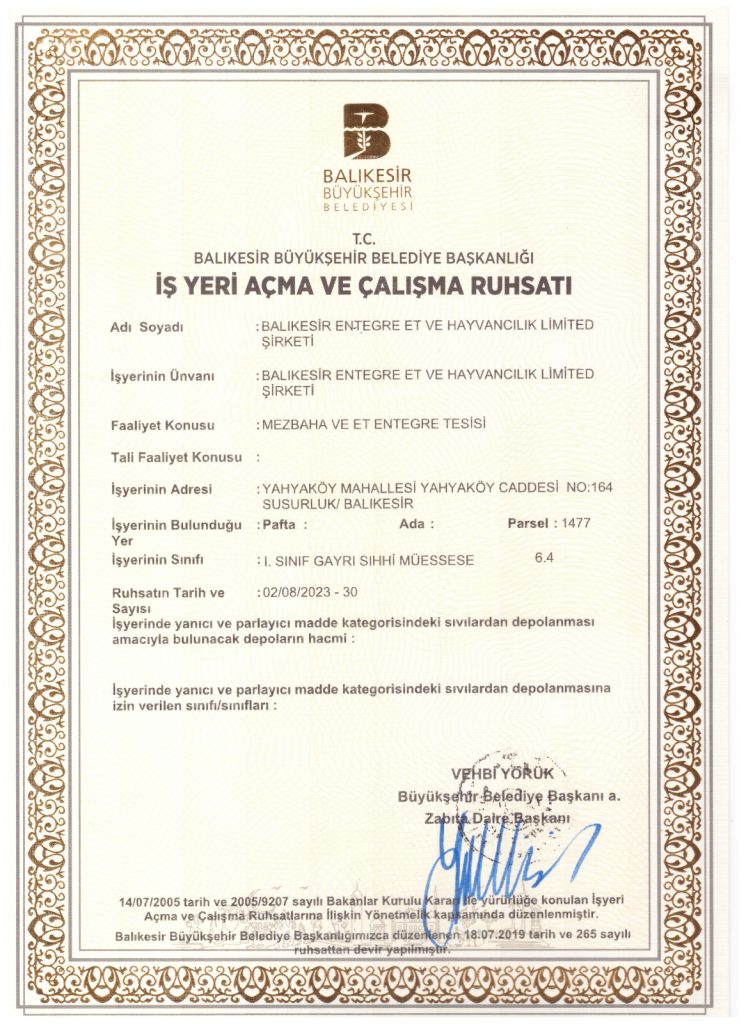 BALIKESİR
BÜYÜKŞEHİR
BELEDİYESİ
T.C.
BALIKESİR BÜYÜKŞEHİR BELEDİYE BAŞKANLIĞI
İŞ YERİ AÇMA VE ÇALIŞMA RUHSATI
Adı Soyadı : BALIKESİR ENTEGRE ET VE HAYVANCILIK LİMİTED
ŞİRKETİ
İşyerinin Ünvanı : BALIKESİR ENTEGRE ET VE HAYVANCILIK LİMİTED
ŞİRKETİ
Faaliyet Konusu : MEZBAHA VE ET ENTEGRE TESİSİ
Tali Faaliyet Konusu :
İşyerinin Adresi : YAHYAKÖY MAHALLESİ YAHYAKÖY CADDESİ NO:164
SUSURLUK/ BALIKESİR
İşyerinin Bulunduğu : Pafta : Ada : Parsel : 1477
Yer
İşyerinin Sınıfı : I. SINIF GAYRI SIHHİ MÜESSESE 6.4
Ruhsatın Tarih ve : 02/08/2023 - 30
Sayısı
İşyerinde yanıcı ve parlayıcı madde kategorisindeki sıvılardan depolanması
amacıyla bulunacak depoların hacmi :
İşyerinde yanıcı ve parlayıcı madde kategorisindeki sıvılardan depolanmasına
izin verilen sınıfı/sınıfları :
VEHBİ YÖRÜK
Büyükşehir Belediye Başkanı a.
Zabıta Daire Başkanı
14/07/2005 tarih ve 2005/9207 sayılı Bakanlar Kurulu Kararı ile yürürlüğe konulan İşyeri
Açma ve Çalışma Ruhsatlarına İlişkin Yönetmelik kapsamında düzenlenmiştir.
Balıkesir Büyükşehir Belediye Başkanlığımızca düzenlenen 18.07.2019 tarih ve 265 sayılı
ruhsattan devir yapılmıştır.